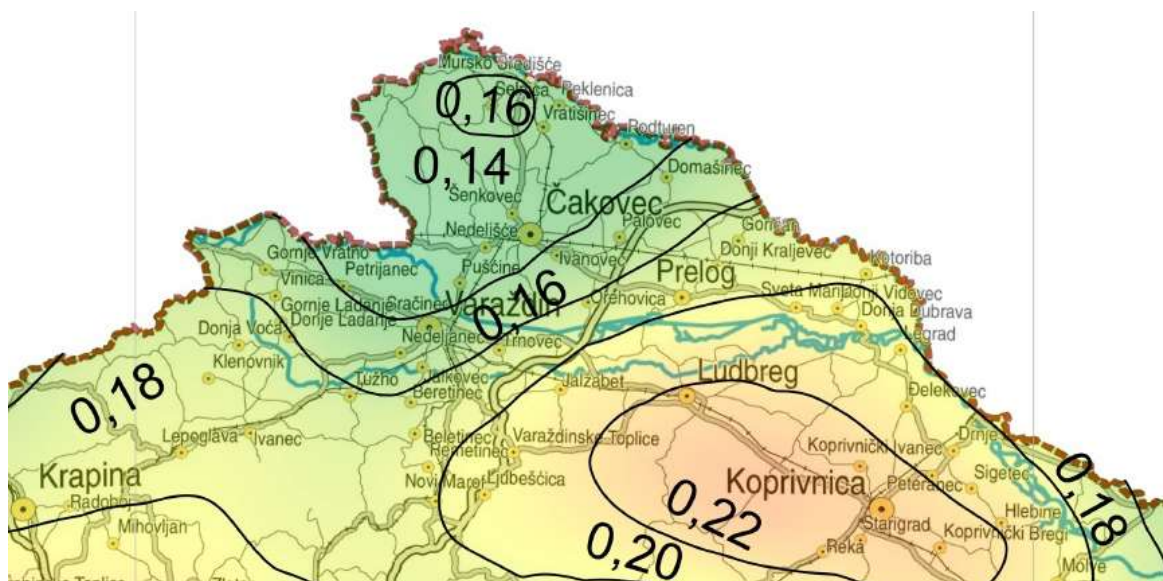 Mursko Središće
Selnica
Peklenica
0,16
Vratišinec
Podturen
0,14
Domašinec
Šenkovec
Čakovec
Nedelišće
Palovec
Goričan
Gornje Vratno
Ivanovec
Donji Kraljevec
Kotoriba
Vinica
Petrijanec
Puščine
Prelog
Gornje Ladanje
Sračinec
Varaždin
0,16
Orehovica
Sveta Marija
Donji Vidovec
Donja Voća
Donje Ladanje
Nedeljanec
Trnovec
Donja Dubrava
Legrad
Klenovnik
0,18
Tužno
Jalkovec
Beretinec
Jalžabet
Ludbreg
Đelekovec
Lepoglava
Ivanec
Beletinec
Remetinec
Varaždinske Toplice
Koprivnički Ivanec
Drnje
Krapina
Radoboj
Novi Marof
Ljubešćica
Koprivnica
Peteranec
Sigetec
0,18
Mihovljan
0,22
Starigrad
Hlebine
Koprivnički Bregi
0,20
Reka
Molve
Toplice